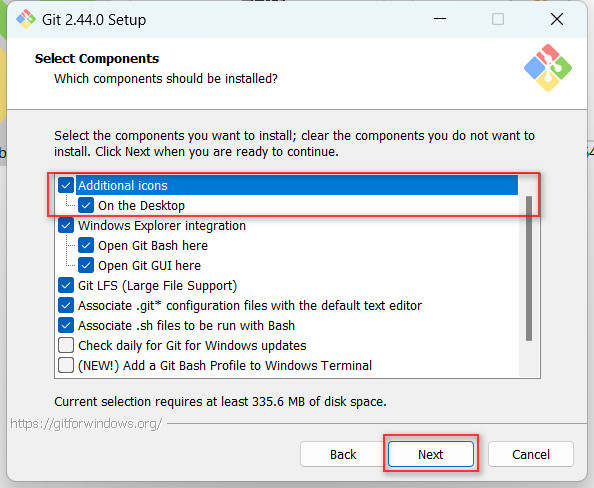 Git 2.44.0 Setup
Select Components
Which components should be installed?
Select the components you want to install; clear the components you do not want to
install. Click Next when you are ready to continue.
Additional icons
On the Desktop
Windows Explorer integration
Open Git Bash here
Open Git GUI here
Git LFS (Large File Support)
Associate .git* configuration files with the default text editor
Associate .sh files to be run with Bash
Check daily for Git for Windows updates
(NEW!) Add a Git Bash Profile to Windows Terminal
Current selection requires at least 335.6 MB of disk space.
https://gitforwindows.org/
Back Next Cancel